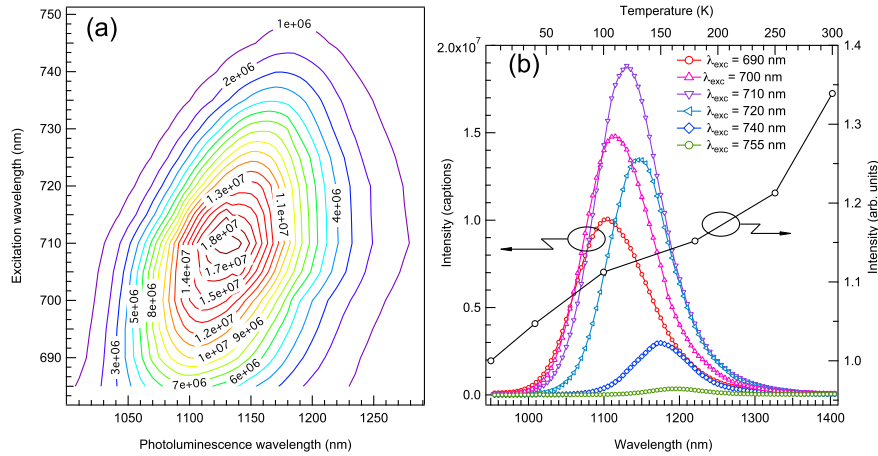 (a)
750
740
730
720
710
700
690
Excitation wavelength (nm)
1050
1100
1150
1200
1250
Photoluminescence wavelength (nm)
1e+06
2e+06
4e+06
1.1e+07
1.3e+07
1.8e+07
1.7e+07
1.4e+07
1.5e+07
1.2e+07
1e+07
9e+06
8e+06
7e+06
6e+06
5e+06
3e+06
(b)
Temperature (K)
0
50
100
150
200
250
300
2.0x10⁷
1.5
1.0
0.5
0.0
Intensity (captions)
λexc = 690 nm
λexc = 700 nm
λexc = 710 nm
λexc = 720 nm
λexc = 740 nm
λexc = 755 nm
1.4
1.3
1.2
1.1
1.0
Intensity (arb. units)
1000
1100
1200
1300
1400
Wavelength (nm)